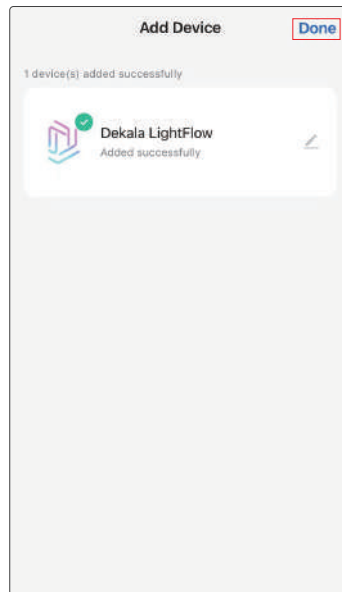 Add Device
Done
1 device(s) added successfully
Dekala LightFlow
Added successfully